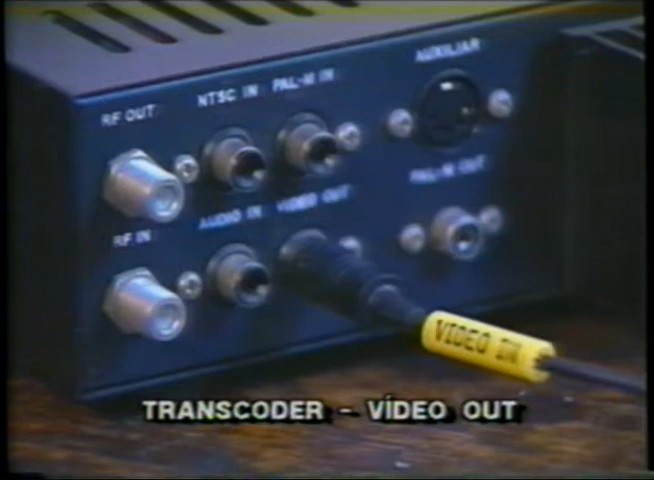 AUXILIAR
NTSC IN PAL-M IN
RF OUT
PAL-M OUT
AUDIO IN VIDEO OUT
RF IN
VIDEO IN
TRANSCODER - VÍDEO OUT